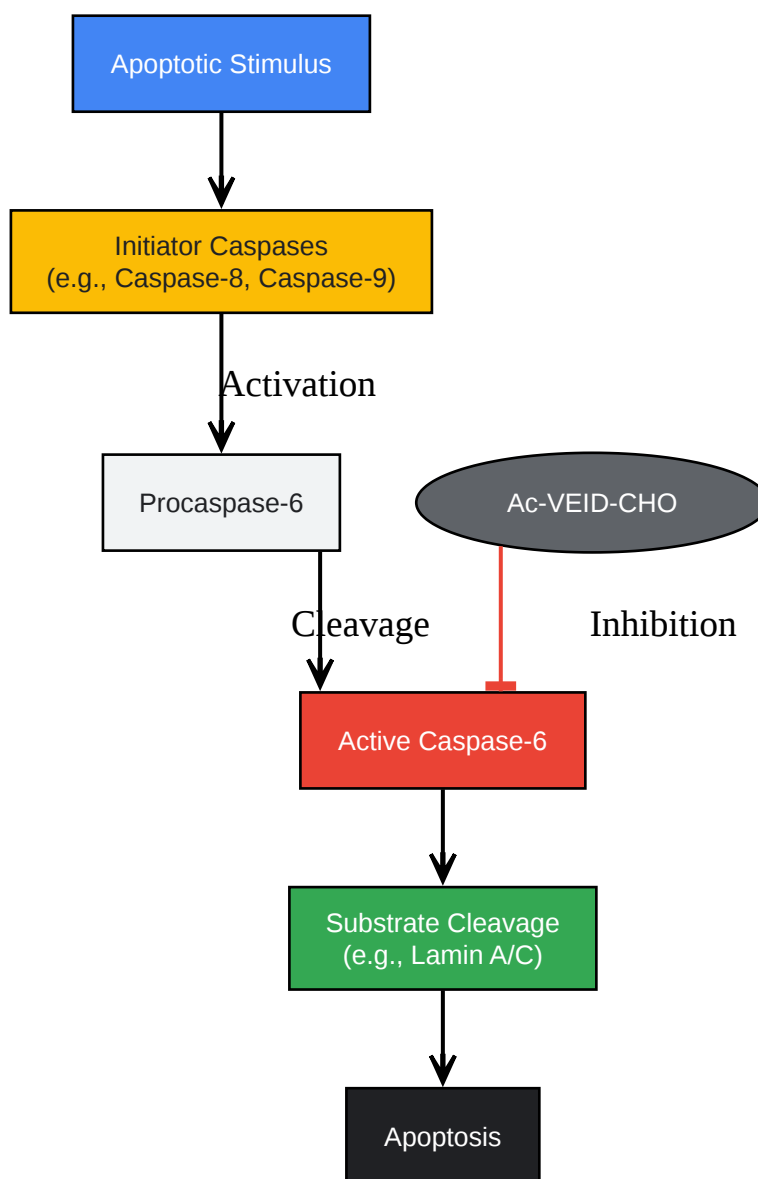 Apoptotic Stimulus
Initiator Caspases
(e.g., Caspase-8, Caspase-9)
Activation
Procaspase-6
Ac-VEID-CHO
Cleavage
Inhibition
Active Caspase-6
Substrate Cleavage
(e.g., Lamin A/C)
Apoptosis